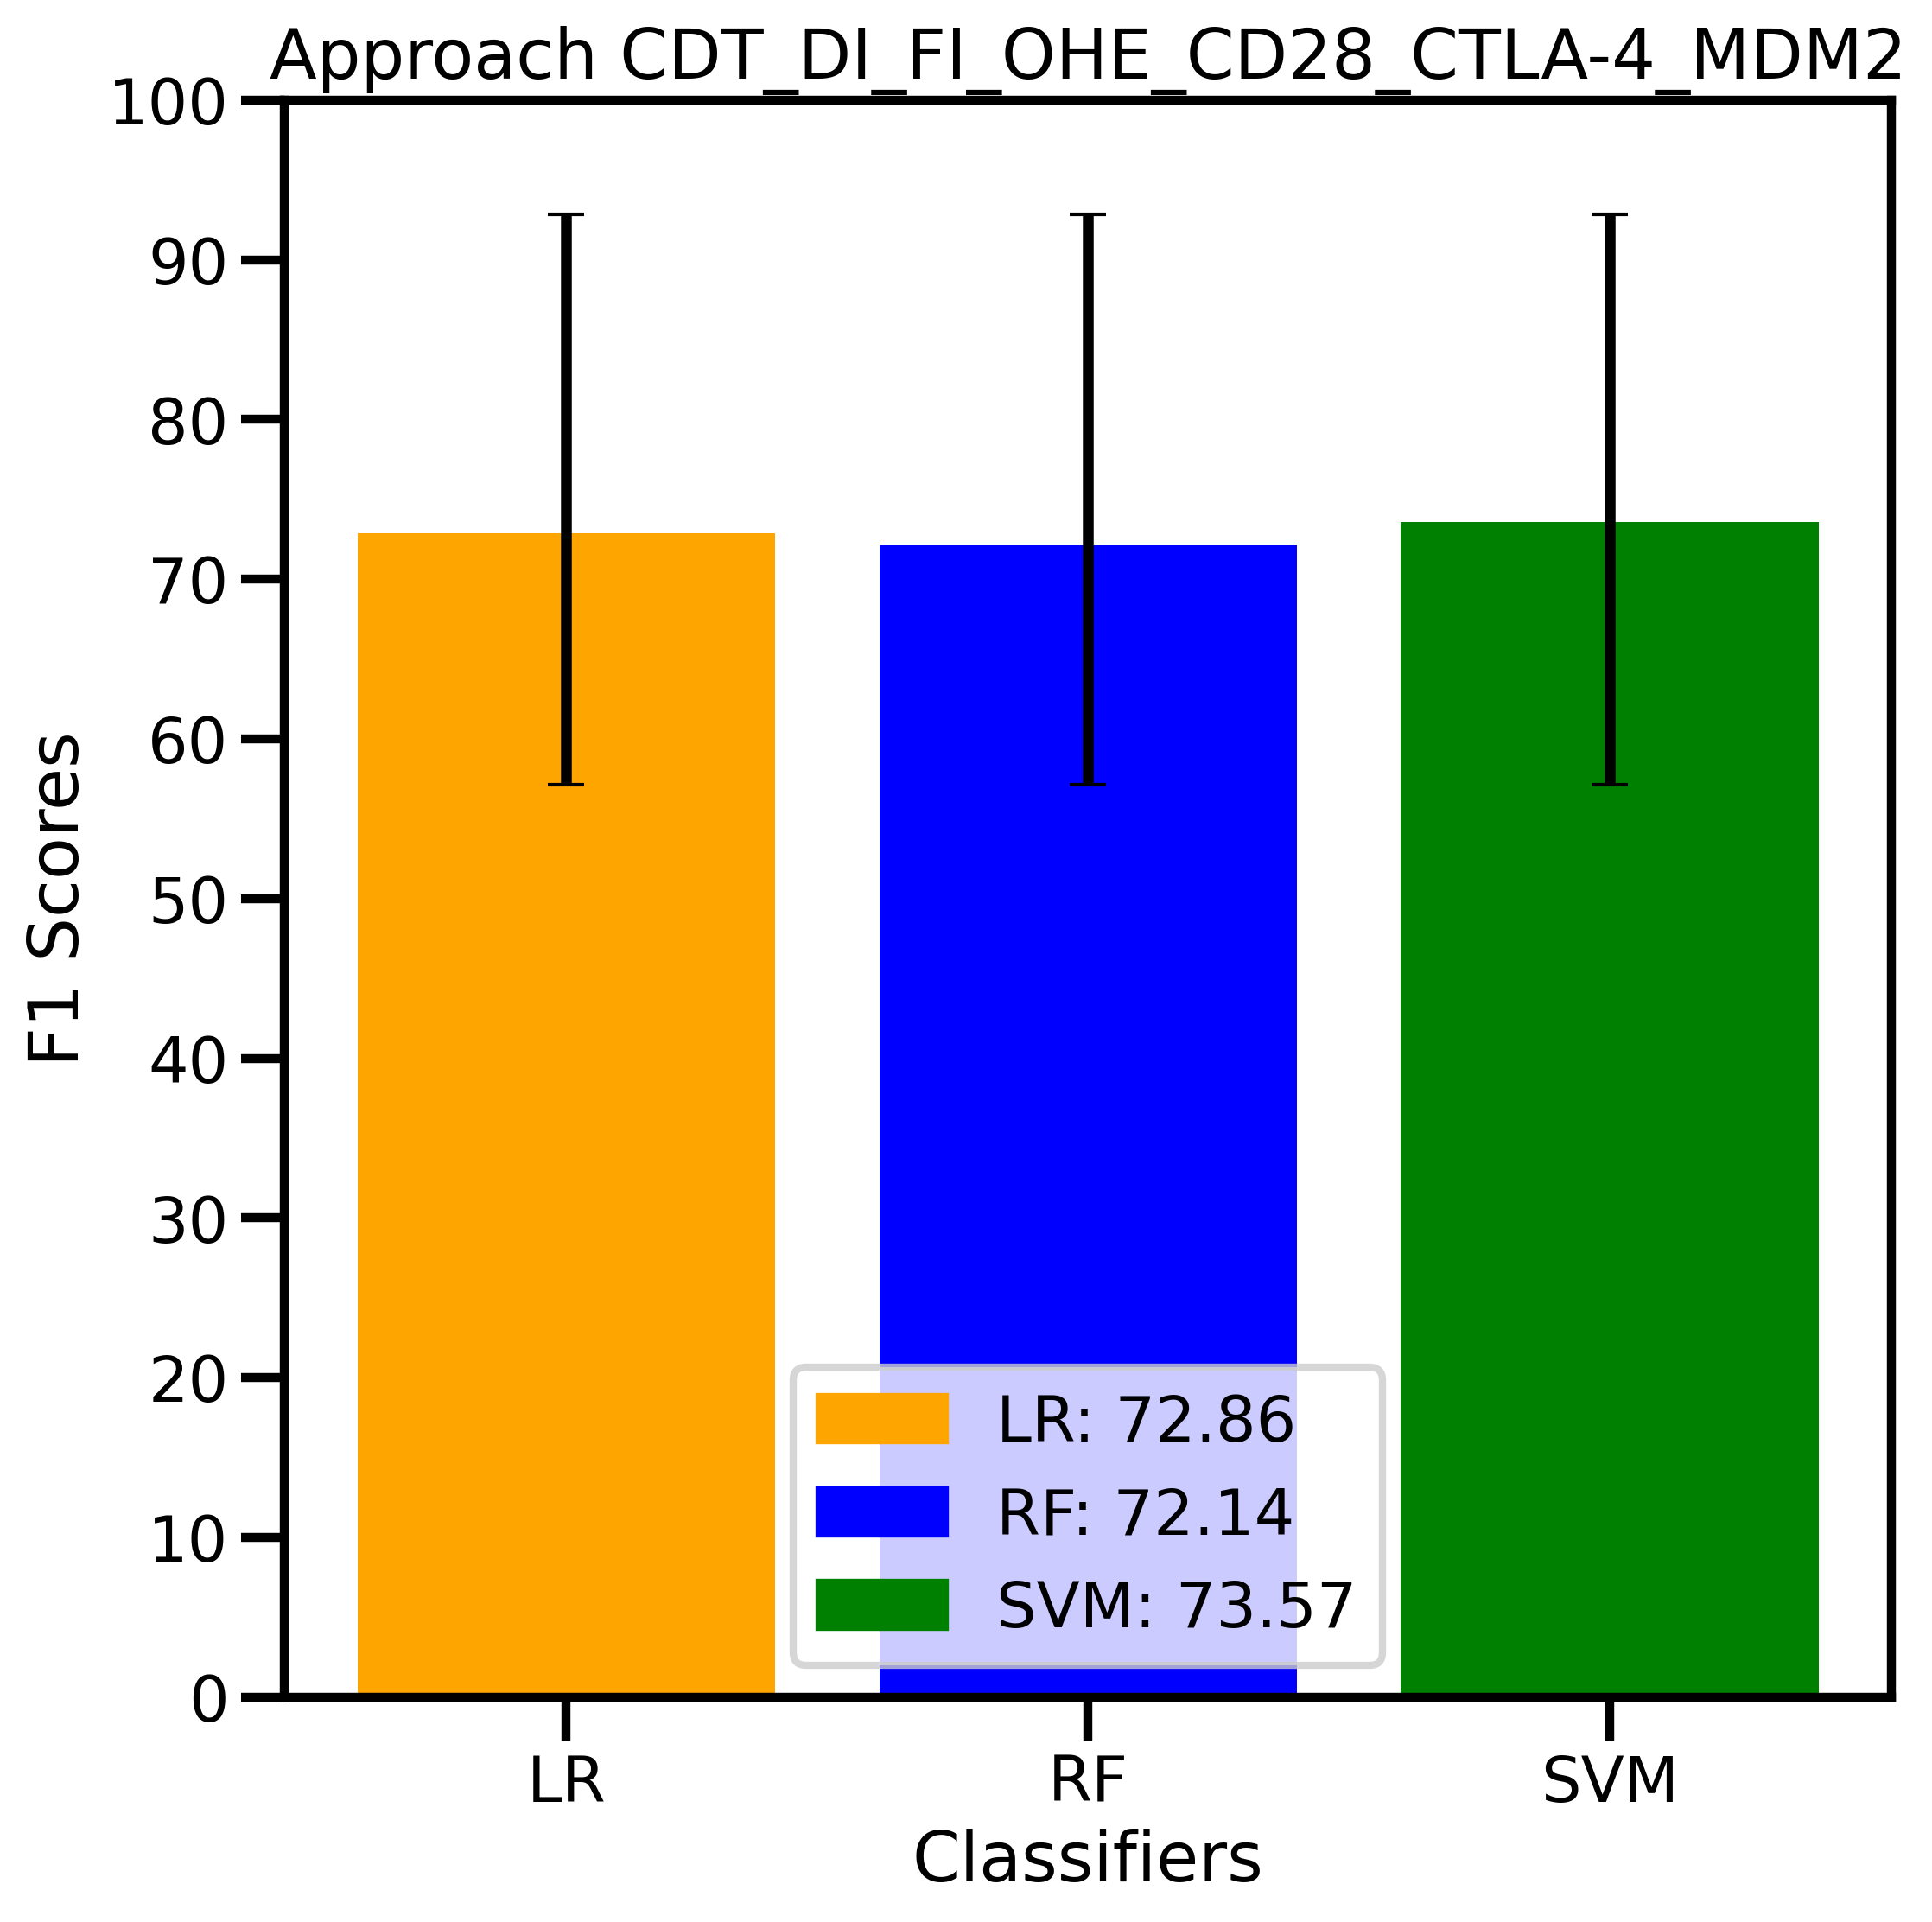 Approach CDT_DI_FI_OHE_CD28_CTLA-4_MDM2
100
90
80
70
60
50
40
30
20
10
0
F1 Scores
LR: 72.86
RF: 72.14
SVM: 73.57
LR
RF
SVM
Classifiers